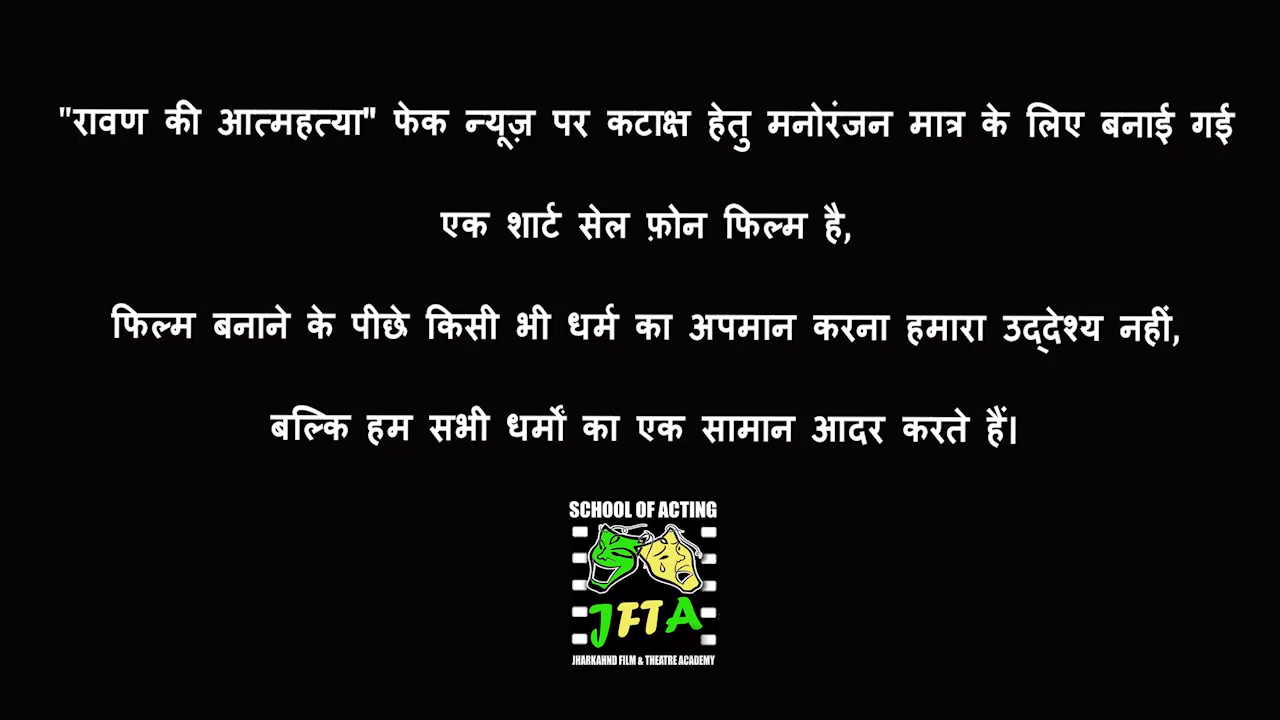 "रावण की आत्महत्या" फेक न्यूज़ पर कटाक्ष हेतु मनोरंजन मात्र के लिए बनाई गई
एक शार्ट सेल फ़ोन फिल्म है,
फिल्म बनाने के पीछे किसी भी धर्म का अपमान करना हमारा उद्देश्य नहीं,
बल्कि हम सभी धर्मों का एक सामान आदर करते हैं।
SCHOOL OF ACTING
JFTA
JHARKAHND FILM & THEATRE ACADEMY